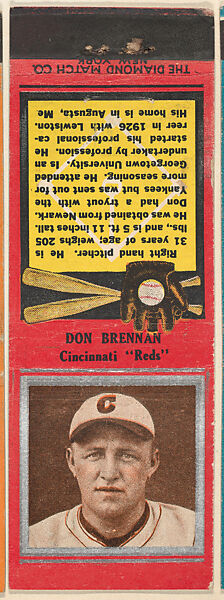 THE DIAMOND MATCH CO.
NEW YORK
Right hand pitcher. He is
31 years of age; weighs 205
lbs., and is 5 ft. 11 inches tall.
He was obtained from Newark.
Don had a tryout with the
Yankees but was sent out for
more seasoning. He attended
Georgetown University. Is an
undertaker by profession. He
started his professional ca-
reer in 1926 with Lewiston.
His home is in Augusta, Me.
DON BRENNAN
Cincinnati "Reds"
C